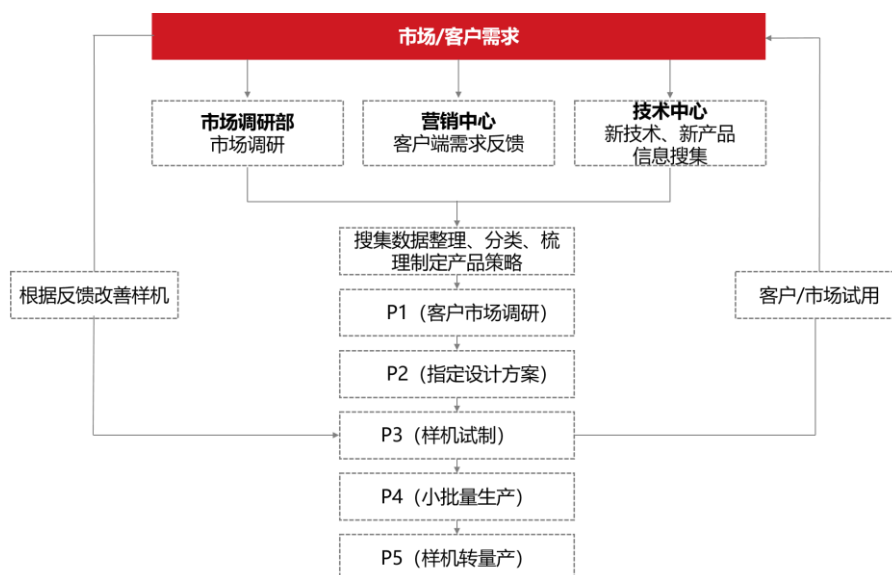 市场/客户需求
市场调研部
市场调研
营销中心
客户端需求反馈
技术中心
新技术、新产品
信息搜集
搜集数据整理、分类、梳
理制定产品策略
根据反馈改善样机
客户/市场试用
P1（客户市场调研）
P2（指定设计方案）
P3（样机试制）
P4（小批量生产）
P5（样机转量产）